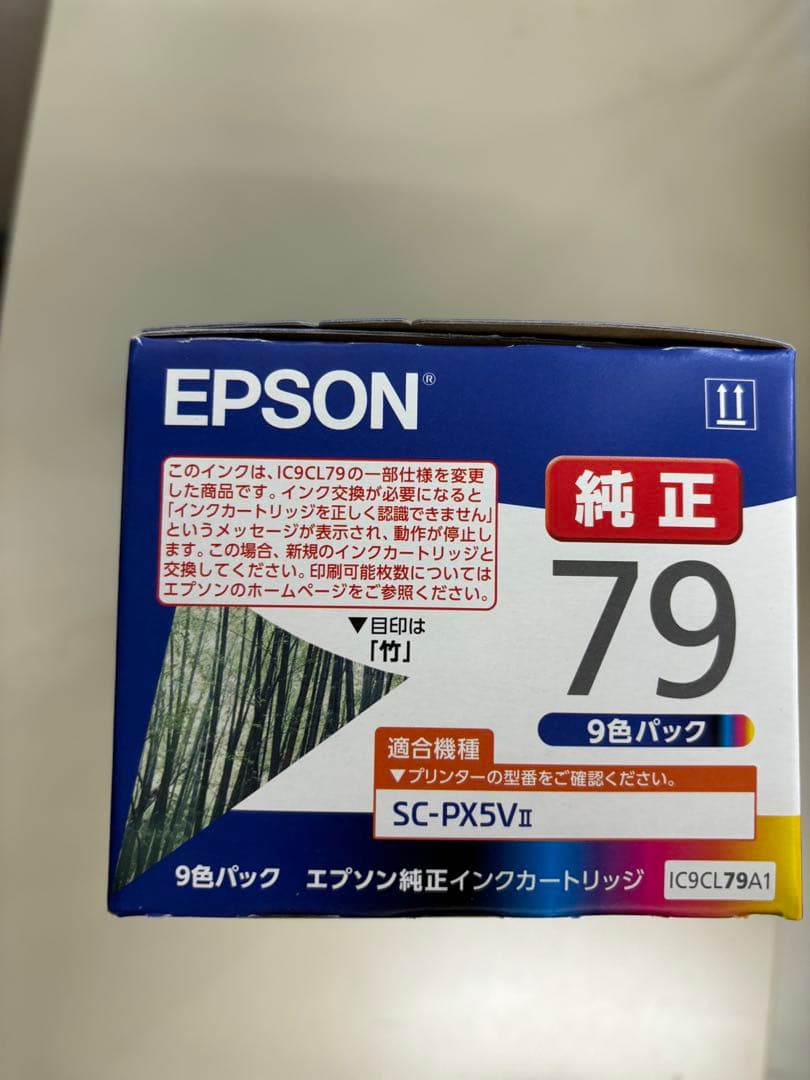 EPSON®
このインクは、IC9CL79の一部仕様を変更
した商品です。インク交換が必要になると
「インクカートリッジを正しく認識できません」
というメッセージが表示され、動作が停止し
ます。この場合、新規のインクカートリッジと
交換してください。印刷可能枚数については
エプソンのホームページをご参照ください。
純正
79
9色パック
▼目印は
「竹」
適合機種
▼プリンターの型番をご確認ください。
SC-PX5VⅡ
9色パック エプソン純正インクカートリッジ IC9CL79A1